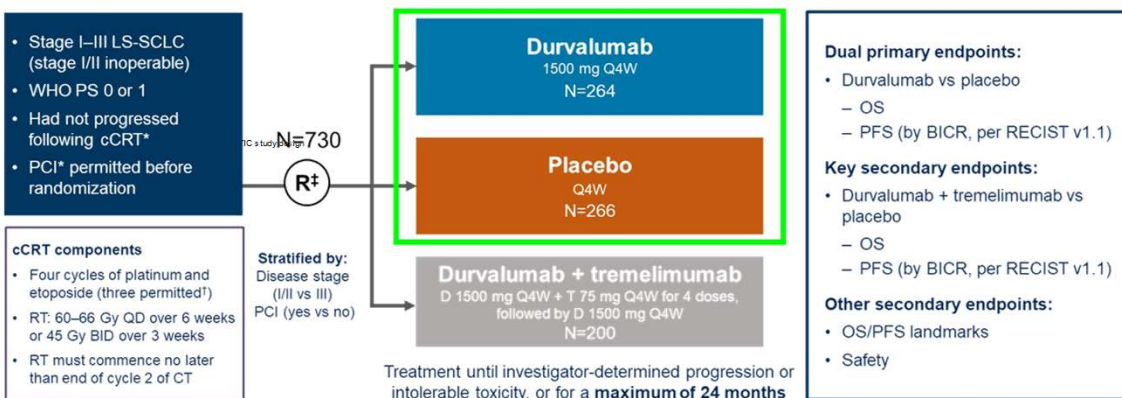 • Stage I–III LS-SCLC
(stage I/II inoperable)
• WHO PS 0 or 1
• Had not progressed
following cCRT*
• PCI* permitted before
randomization
cCRT components
• Four cycles of platinum and
etoposide (three permitted†)
• RT: 60–66 Gy QD over 6 weeks
or 45 Gy BID over 3 weeks
• RT must commence no later
than end of cycle 2 of CT
N=730
TIC study design
R‡
Stratified by:
Disease stage
(I/II vs III)
PCI (yes vs no)
Durvalumab
1500 mg Q4W
N=264
Placebo
Q4W
N=266
Durvalumab + tremelimumab
D 1500 mg Q4W + T 75 mg Q4W for 4 doses,
followed by D 1500 mg Q4W
N=200
Treatment until investigator-determined progression or
intolerable toxicity, or for a maximum of 24 months
Dual primary endpoints:
• Durvalumab vs placebo
– OS
– PFS (by BICR, per RECIST v1.1)
Key secondary endpoints:
• Durvalumab + tremelimumab vs
placebo
– OS
– PFS (by BICR, per RECIST v1.1)
Other secondary endpoints:
• OS/PFS landmarks
• Safety